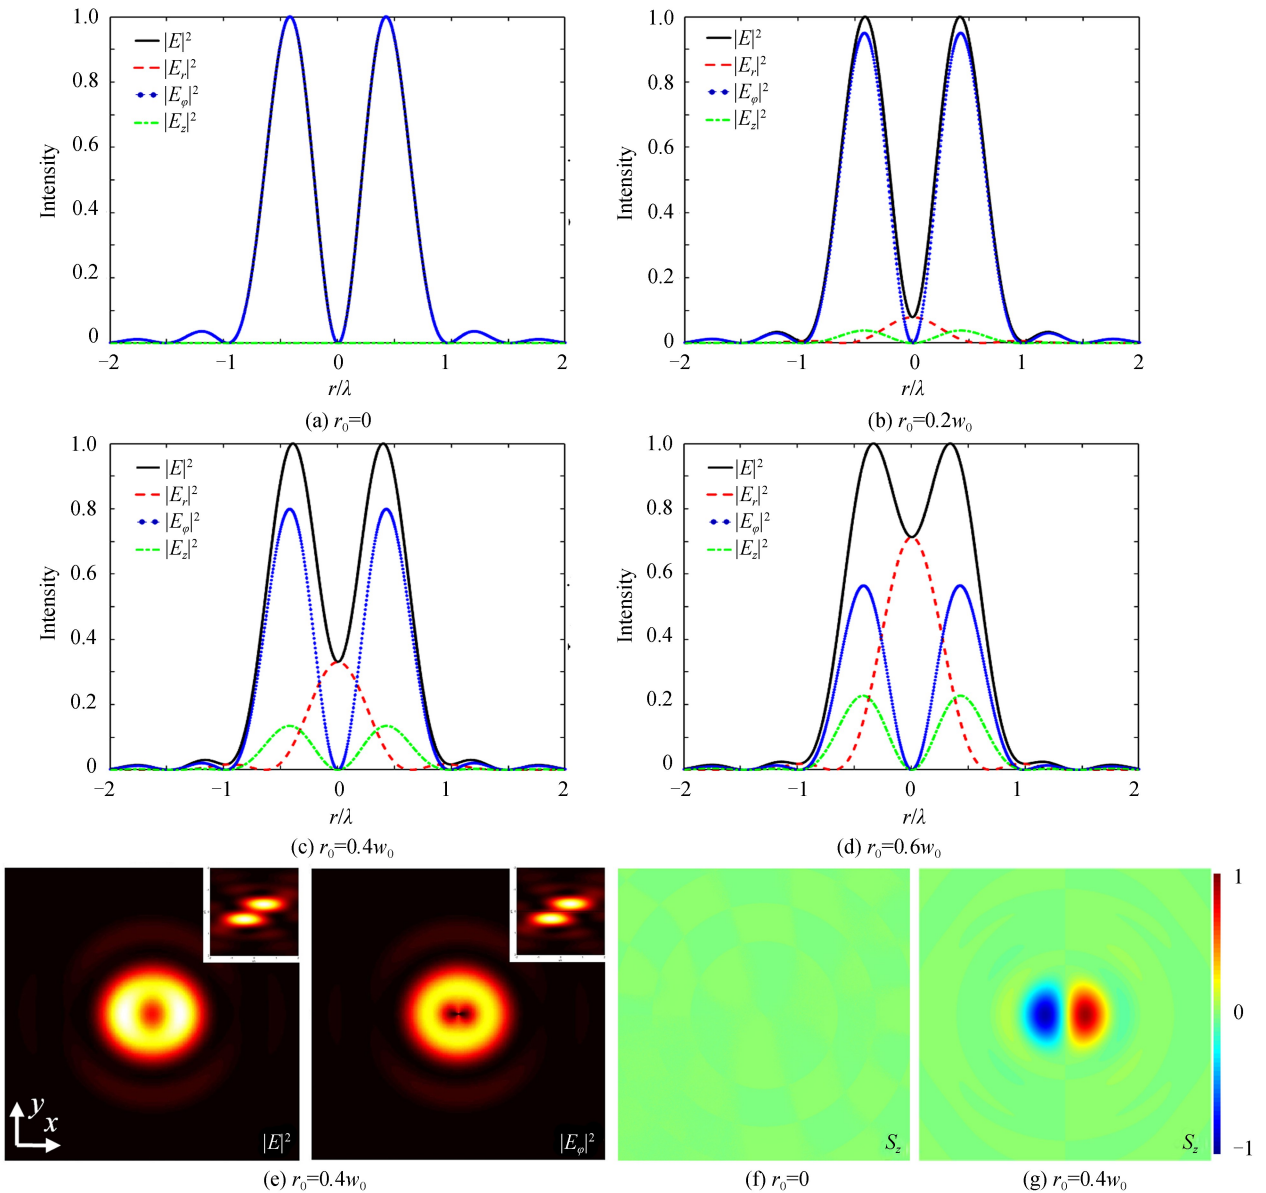 1.0
0.8
0.6
0.4
0.2
0
Intensity
|E|²
|E_r|²
|E_φ|²
|E_z|²
−2
−1
0
1
2
r/λ
(a) r₀=0
1.0
0.8
0.6
0.4
0.2
0
Intensity
|E|²
|E_r|²
|E_φ|²
|E_z|²
−2
−1
0
1
2
r/λ
(b) r₀=0.2w₀
1.0
0.8
0.6
0.4
0.2
0
Intensity
|E|²
|E_r|²
|E_φ|²
|E_z|²
−2
−1
0
1
2
r/λ
(c) r₀=0.4w₀
1.0
0.8
0.6
0.4
0.2
0
Intensity
|E|²
|E_r|²
|E_φ|²
|E_z|²
−2
−1
0
1
2
r/λ
(d) r₀=0.6w₀
y
x
|E|²
(e) r₀=0.4w₀
|E_φ|²
S_z
(f) r₀=0
S_z
(g) r₀=0.4w₀
1
0
−1